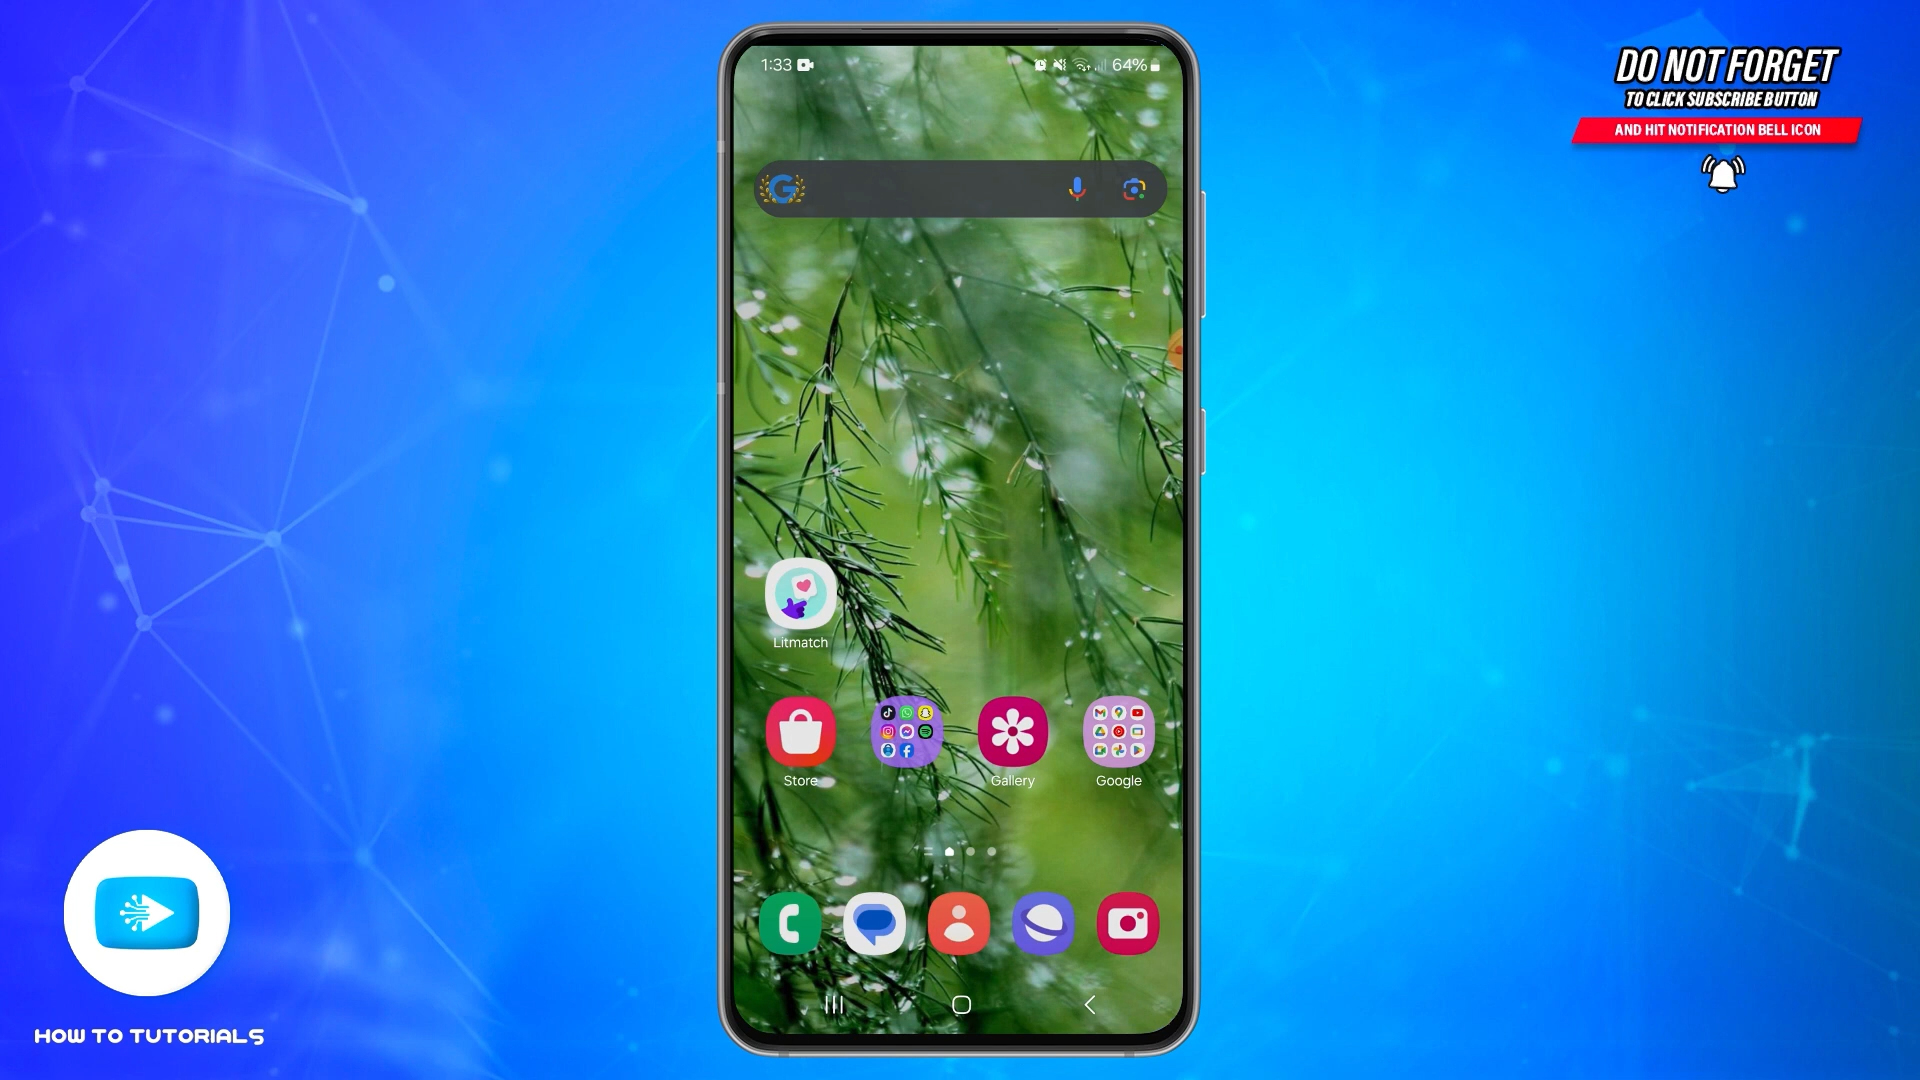 1:33
64%
DO NOT FORGET
TO CLICK SUBSCRIBE BUTTON
AND HIT NOTIFICATION BELL ICON
G
Litmatch
Store
Gallery
Google
HOW TO TUTORIALS